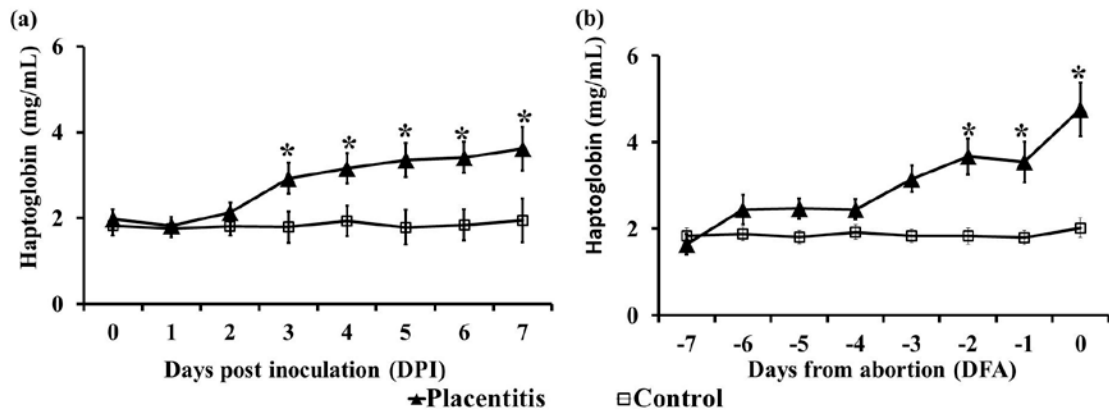 (a)
Haptoglobin (mg/mL)
6
4
2
0
* * * * *
0 1 2 3 4 5 6 7
Days post inoculation (DPI)
(b)
Haptoglobin (mg/mL)
6
4
2
0
* * *
-7 -6 -5 -4 -3 -2 -1 0
Days from abortion (DFA)
Placentitis Control